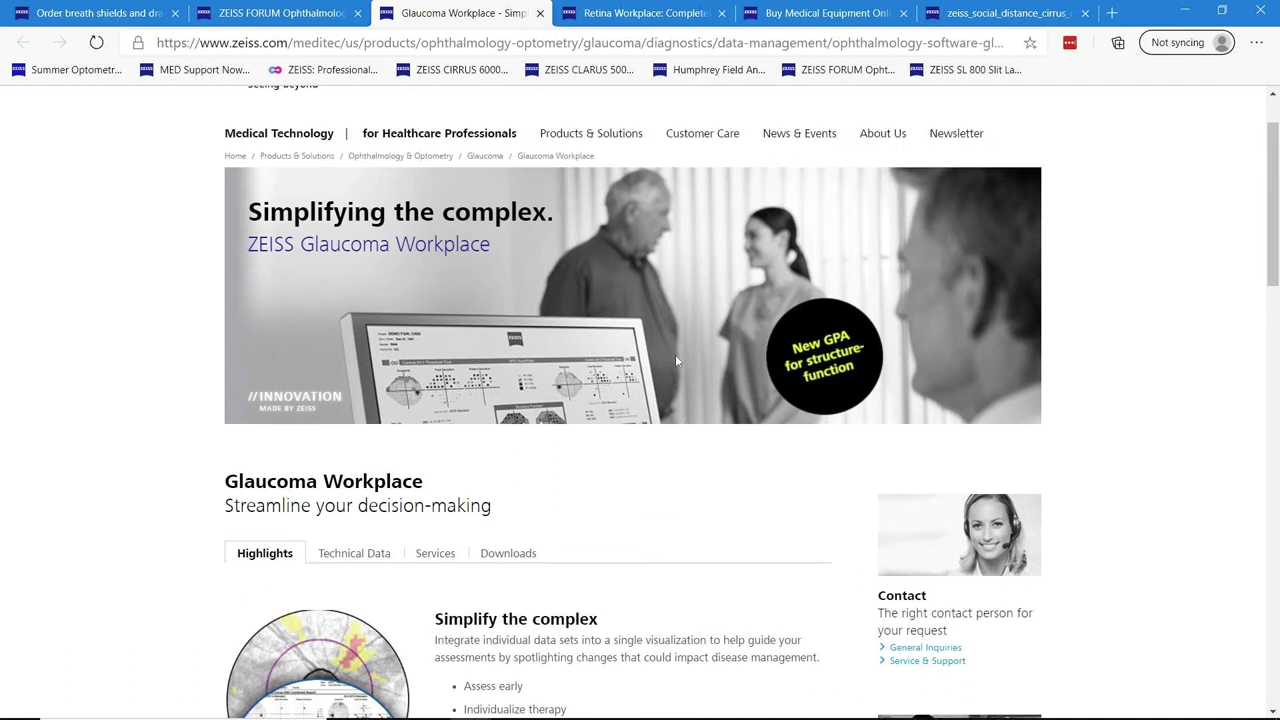 Order breath shields and dr
ZEISS FORUM Ophthalmolog
Glaucoma Workplace - Simp
Retina Workplace: Complete
Buy Medical Equipment Onl
zeiss_social_distance_cirrus_
https://www.zeiss.com/meditec/us/products/ophthalmology-optometry/glaucoma/diagnostics/data-management/ophthalmology-software-gl...
Not syncing
Summer Optometr...
MED Support Now...
ZEISS: Professional...
ZEISS CIRRUS 6000...
ZEISS CLARUS 500...
Humphrey Field An...
ZEISS FORUM Opht...
ZEISS SL 800 Slit La...
Seeing beyond
Medical Technology | for Healthcare Professionals
Products & Solutions
Customer Care
News & Events
About Us
Newsletter
Home / Products & Solutions / Ophthalmology & Optometry / Glaucoma / Glaucoma Workplace
Simplifying the complex.
ZEISS Glaucoma Workplace
New GPA
for structure-
function
//INNOVATION
MADE BY ZEISS
Glaucoma Workplace
Streamline your decision-making
Highlights
Technical Data
Services
Downloads
Simplify the complex
Integrate individual data sets into a single visualization to help guide your
assessments by spotlighting changes that could impact disease management.
• Assess early
• Individualize therapy
Contact
The right contact person for
your request
General Inquiries
Service & Support